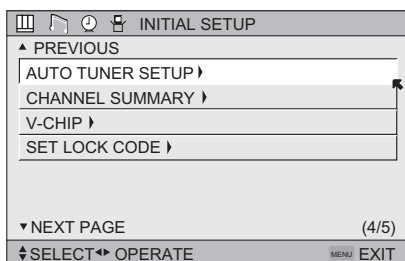 INITIAL SETUP
▲ PREVIOUS
AUTO TUNER SETUP
CHANNEL SUMMARY
V-CHIP
SET LOCK CODE
▼NEXT PAGE (4/5)
SELECT OPERATE MENU EXIT